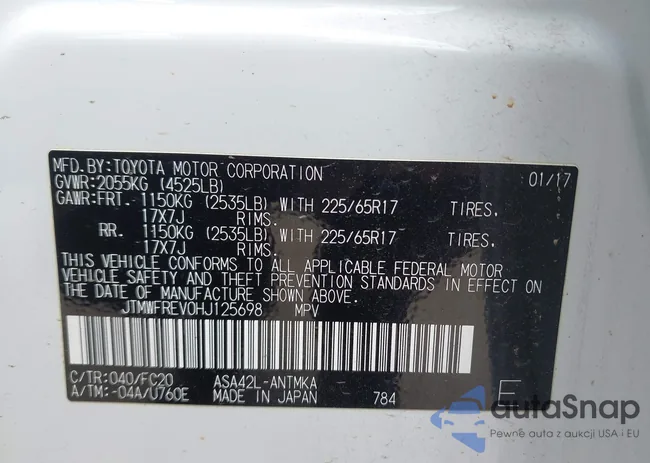 MFD.BY:TOYOTA MOTOR CORPORATION 01/17
GVWR:2055KG (4525LB)
GAWR:FRT. 1150KG (2535LB) WITH 225/65R17 TIRES.
17X7J RIMS.
RR. 1150KG (2535LB) WITH 225/65R17 TIRES.
17X7J RIMS.
THIS VEHICLE CONFORMS TO ALL APPLICABLE FEDERAL MOTOR
VEHICLE SAFETY AND THEFT PREVENTION STANDARDS IN EFFECT ON
THE DATE OF MANUFACTURE SHOWN ABOVE.
JTMWFREV0HJ125698 MPV
C/TR:040/FC20 ASA42L-ANTMKA
A/TM:-04A/U760E MADE IN JAPAN 784 E
autoSnap
Pewne auta z aukcji USA i EU